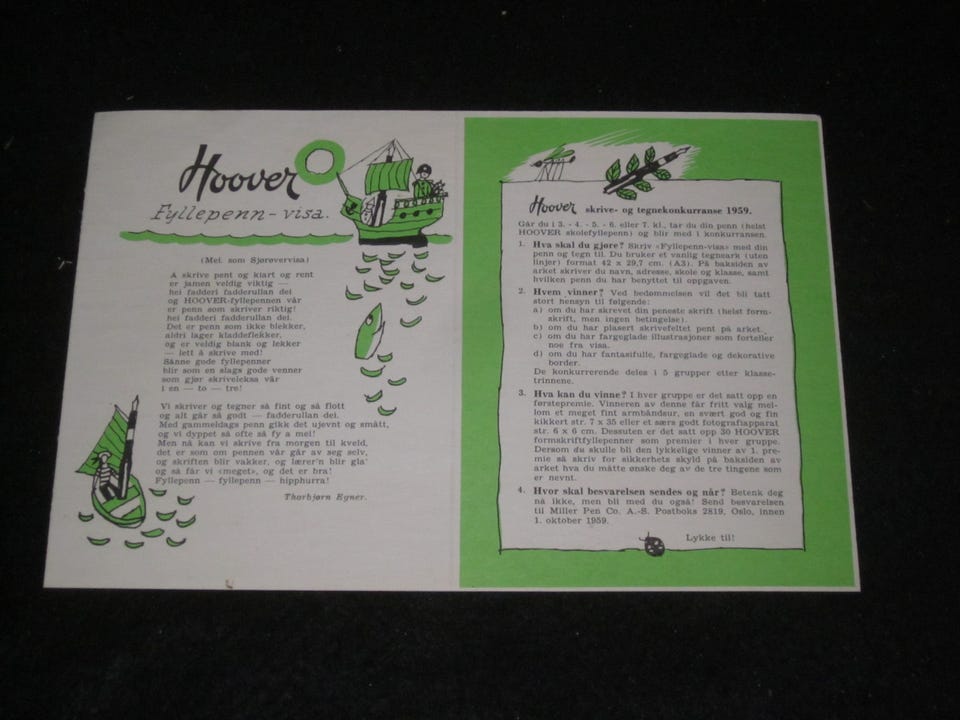 Hoover
Fyllepenn-visa.
(Mel. som Sjørøvervisa)
A skrive pent og klart og rent
er jamen veldig viktig —
hei fadderi fadderullan dei
og HOOVER-fyllepennen vår
er penn som skriver riktig!
hei fadderi fadderullan dei.
Det er penn som ikke blekker,
aldri lager kladdeflekker,
og er veldig blank og lekker
— lett å skrive med!
Sånne gode fyllepenner
blir som en slags gode venner
som gjør skriveleksa vår
i en — to — tre!
Vi skriver og tegner så fint og så flott
og alt går så godt — fadderullan dei.
Med gammeldags penn gikk det ujevnt og smått,
og vi dyppet så ofte så fy a mei!
Men nå kan vi skrive fra morgen til kveld,
det er som om pennen vår går av seg selv,
og skriften blir vakker, og lærer'n blir gla'
og så får vi «meget», og det er bra!
Fyllepenn — fyllepenn — hipphurra!
Thorbjørn Egner.
Hoover skrive- og tegnekonkurranse 1959.
Går du i 3. - 4. - 5. - 6. eller 7. kl., tar du din penn (helst
HOOVER skolefyllepenn) og blir med i konkurransen.
1. Hva skal du gjøre? Skriv «Fyllepenn-visa» med din
penn og tegn til. Du bruker et vanlig tegneark (uten
linjer) format 42 x 29,7 cm. (A3). På baksiden av
arket skriver du navn, adresse, skole og klasse, samt
hvilken penn du har benyttet til oppgaven.
2. Hvem vinner? Ved bedømmelsen vil det bli tatt
stort hensyn til følgende:
a) om du har skrevet din peneste skrift (helst form-
skrift, men ingen betingelse).
b) om du har plasert skrivefeltet pent på arket.
c) om du har fargeglade illustrasjoner som forteller
noe fra visa.
d) om du har fantasifulle, fargeglade og dekorative
border.
De konkurrerende deles i 5 grupper etter klasse-
trinnene.
3. Hva kan du vinne? I hver gruppe er det satt opp en
førstepremie. Vinneren av denne får fritt valg mel-
lom et meget fint armbåndsur, en svært god og fin
kikkert str. 7 x 35 eller et særs godt fotografiapparat
str. 6 x 6 cm. Dessuten er det satt opp 30 HOOVER
formskriftfyllepenner som premier i hver gruppe.
Dersom du skulle bli den lykkelige vinner av 1. pre-
mie så skriv for sikkerhets skyld på baksiden av
arket hva du måtte ønske deg av de tre tingene som
er nevnt.
4. Hvor skal besvarelsen sendes og når? Betenk deg
nå ikke, men bli med du også! Send besvarelsen
til Miller Pen Co. A.-S. Postboks 2819, Oslo, innen
1. oktober 1959.
Lykke til!